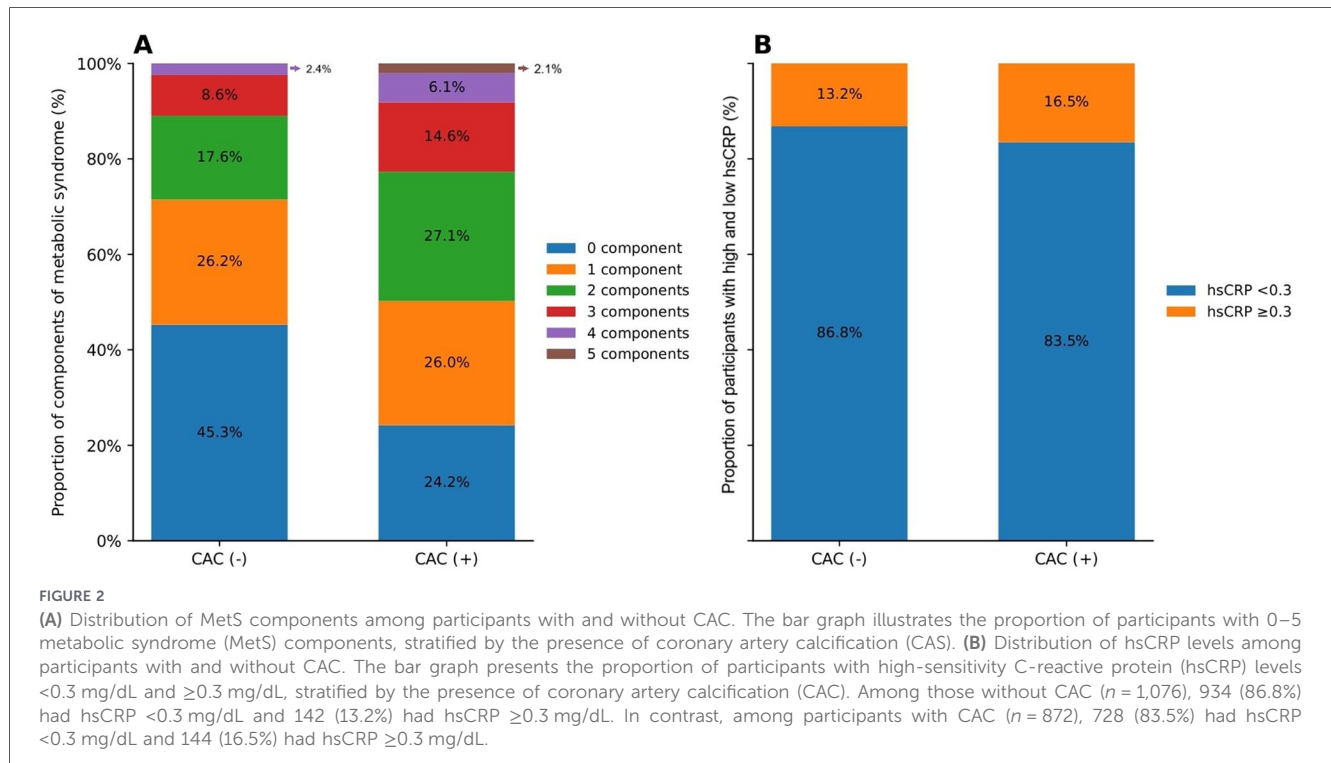 A
Proportion of components of metabolic syndrome (%)
100%
80%
60%
40%
20%
0%
2.4%
8.6%
17.6%
26.2%
45.3%
2.1%
6.1%
14.6%
27.1%
26.0%
24.2%
CAC (-)
CAC (+)
0 component
1 component
2 components
3 components
4 components
5 components
B
Proportion of participants with high and low hsCRP (%)
13.2%
86.8%
16.5%
83.5%
CAC (-)
CAC (+)
hsCRP <0.3
hsCRP ≥0.3
FIGURE 2
(A) Distribution of MetS components among participants with and without CAC. The bar graph illustrates the proportion of participants with 0–5
metabolic syndrome (MetS) components, stratified by the presence of coronary artery calcification (CAS). (B) Distribution of hsCRP levels among
participants with and without CAC. The bar graph presents the proportion of participants with high-sensitivity C-reactive protein (hsCRP) levels
<0.3 mg/dL and ≥0.3 mg/dL, stratified by the presence of coronary artery calcification (CAC). Among those without CAC (n = 1,076), 934 (86.8%)
had hsCRP <0.3 mg/dL and 142 (13.2%) had hsCRP ≥0.3 mg/dL. In contrast, among participants with CAC (n = 872), 728 (83.5%) had hsCRP
<0.3 mg/dL and 144 (16.5%) had hsCRP ≥0.3 mg/dL.